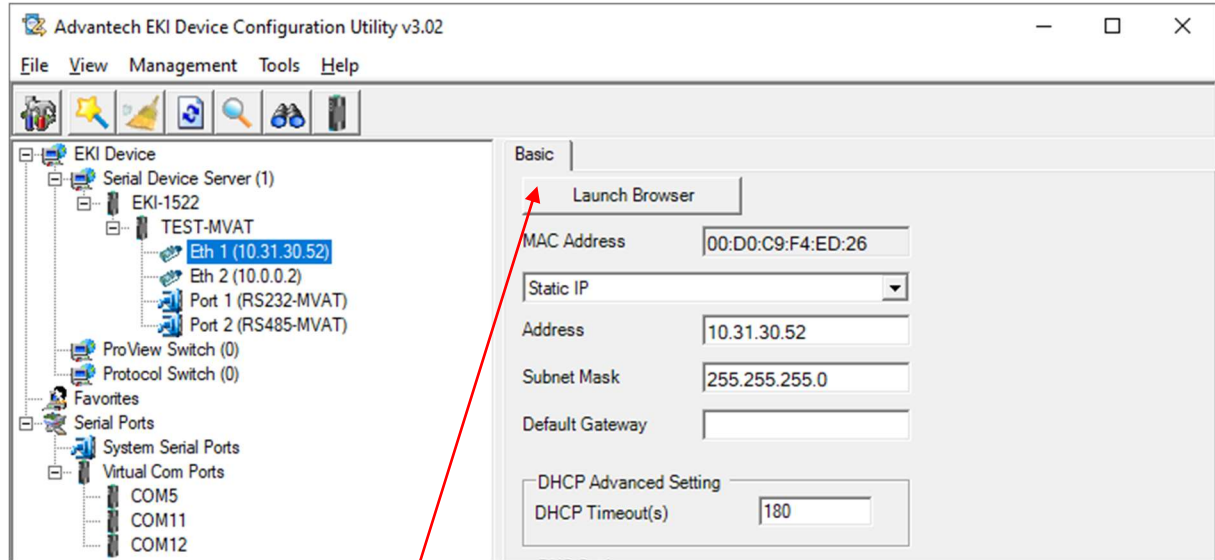 Advantech EKI Device Configuration Utility v3.02
File View Management Tools Help
EKI Device
Serial Device Server (1)
EKI-1522
TEST-MVAT
Eth 1 (10.31.30.52)
Eth 2 (10.0.0.2)
Port 1 (RS232-MVAT)
Port 2 (RS485-MVAT)
ProView Switch (0)
Protocol Switch (0)
Favorites
Serial Ports
System Serial Ports
Virtual Com Ports
COM5
COM11
COM12
Basic
Launch Browser
MAC Address 00:D0:C9:F4:ED:26
Static IP
Address 10.31.30.52
Subnet Mask 255.255.255.0
Default Gateway
DHCP Advanced Setting
DHCP Timeout(s) 180